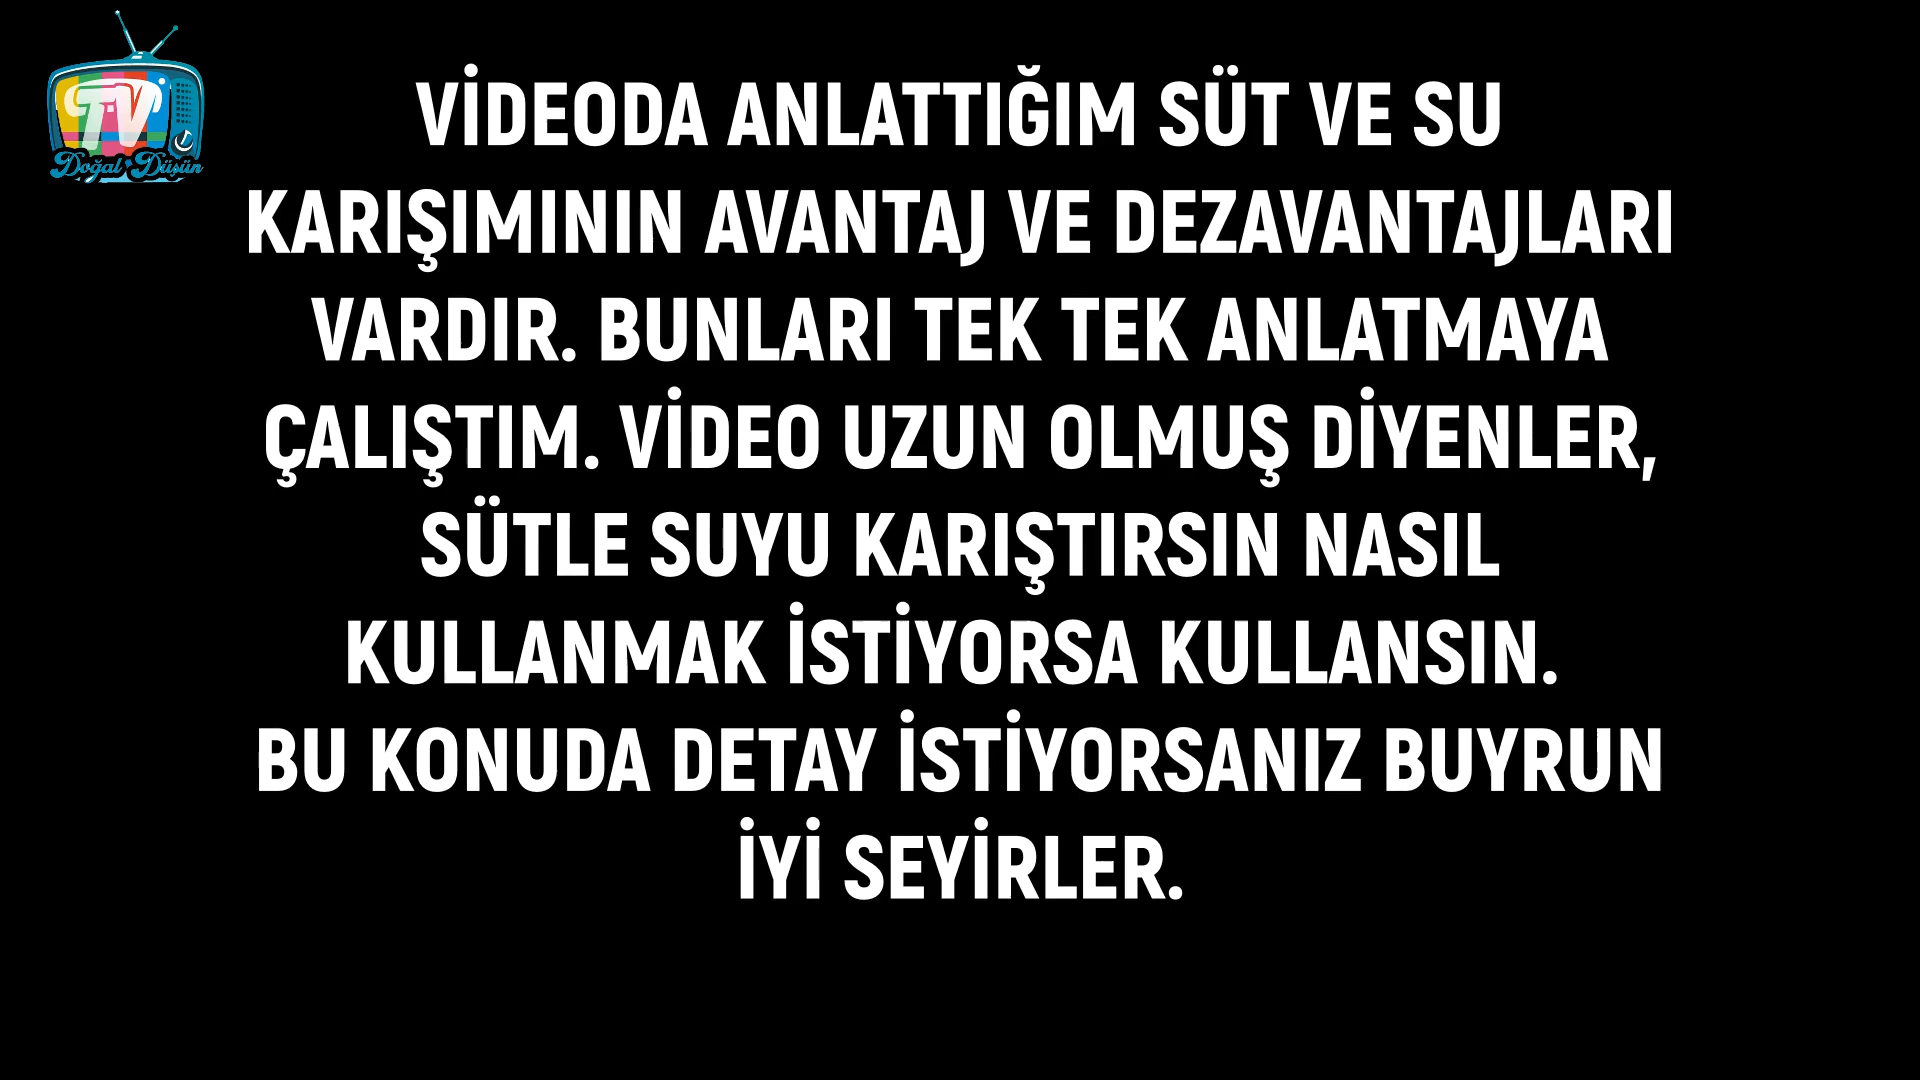 TV
Doğal Düşün
VİDEODA ANLATTIĞIM SÜT VE SU
KARIŞIMININ AVANTAJ VE DEZAVANTAJLARI
VARDIR. BUNLARI TEK TEK ANLATMAYA
ÇALIŞTIM. VİDEO UZUN OLMUŞ DİYENLER,
SÜTLE SUYU KARIŞTIRSIN NASIL
KULLANMAK İSTİYORSA KULLANSIN.
BU KONUDA DETAY İSTİYORSANIZ BUYRUN
İYİ SEYİRLER.